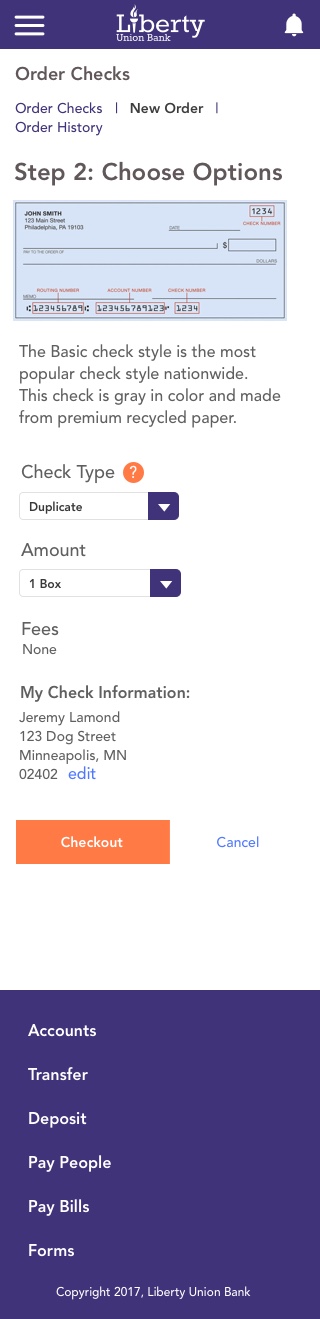 Liberty
Union Bank
Order Checks
Order Checks | New Order |
Order History
Step 2: Choose Options
JOHN SMITH
123 Main Street
Philadelphia, PA 19103
1234
CHECK NUMBER
DATE
PAY TO THE ORDER OF
$
DOLLARS
ROUTING NUMBER ACCOUNT NUMBER CHECK NUMBER
MEMO
⑆123456789⑆ 123456789123⑈ 1234
The Basic check style is the most
popular check style nationwide.
This check is gray in color and made
from premium recycled paper.
Check Type ?
Duplicate
Amount
1 Box
Fees
None
My Check Information:
Jeremy Lamond
123 Dog Street
Minneapolis, MN
02402 edit
Checkout Cancel
Accounts
Transfer
Deposit
Pay People
Pay Bills
Forms
Copyright 2017, Liberty Union Bank